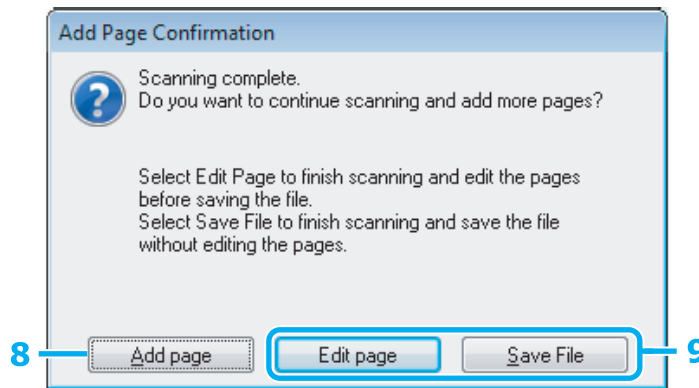 Add Page Confirmation
Scanning complete.
Do you want to continue scanning and add more pages?
Select Edit Page to finish scanning and edit the pages
before saving the file.
Select Save File to finish scanning and save the file
without editing the pages.
8 Add page Edit page Save File 9